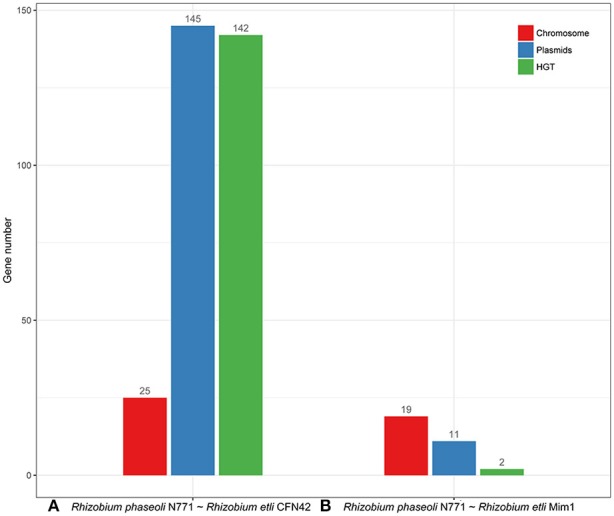 150
145
142
Chromosome
Plasmids
HGT
100
Gene number
50
25
19
11
2
0
A Rhizobium phaseoli N771 ~ Rhizobium etli CFN42
B Rhizobium phaseoli N771 ~ Rhizobium etli Mim1